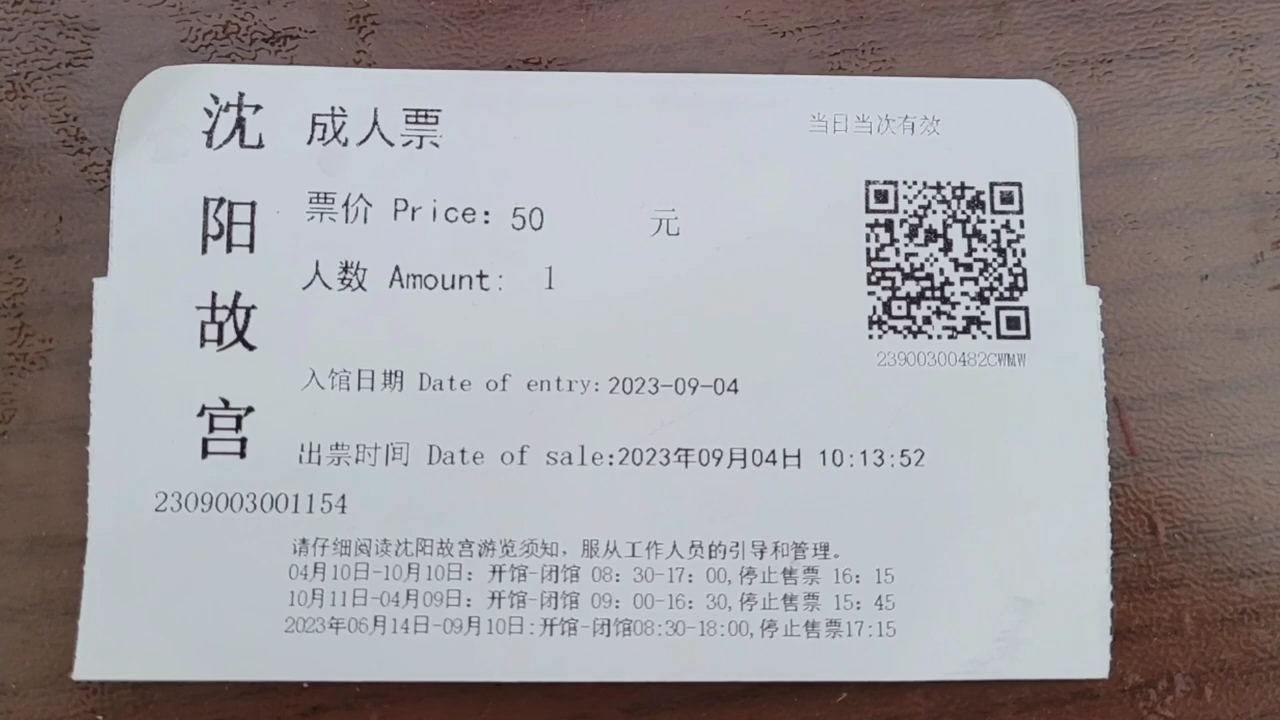 沈阳故宫
成人票
当日当次有效
票价 Price: 50 元
人数 Amount: 1
23900300482CWMW
入馆日期 Date of entry:2023-09-04
出票时间 Date of sale:2023年09月04日 10:13:52
2309003001154
请仔细阅读沈阳故宫游览须知，服从工作人员的引导和管理。
04月10日-10月10日：开馆-闭馆 08：30-17：00,停止售票 16：15
10月11日-04月09日：开馆-闭馆 09：00-16：30,停止售票 15：45
2023年06月14日-09月10日:开馆-闭馆08:30-18:00,停止售票17:15